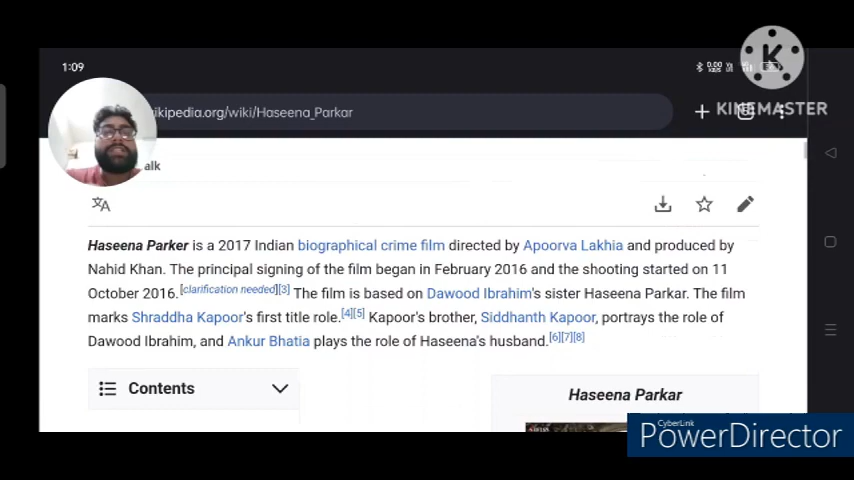 1:09
KINEMASTER
ikipedia.org/wiki/Haseena_Parkar
alk
Haseena Parker is a 2017 Indian biographical crime film directed by Apoorva Lakhia and produced by
Nahid Khan. The principal signing of the film began in February 2016 and the shooting started on 11
October 2016.[clarification needed][3] The film is based on Dawood Ibrahim's sister Haseena Parkar. The film
marks Shraddha Kapoor's first title role.[4][5] Kapoor's brother, Siddhanth Kapoor, portrays the role of
Dawood Ibrahim, and Ankur Bhatia plays the role of Haseena's husband.[6][7][8]
Contents
Haseena Parkar
CyberLink
PowerDirector